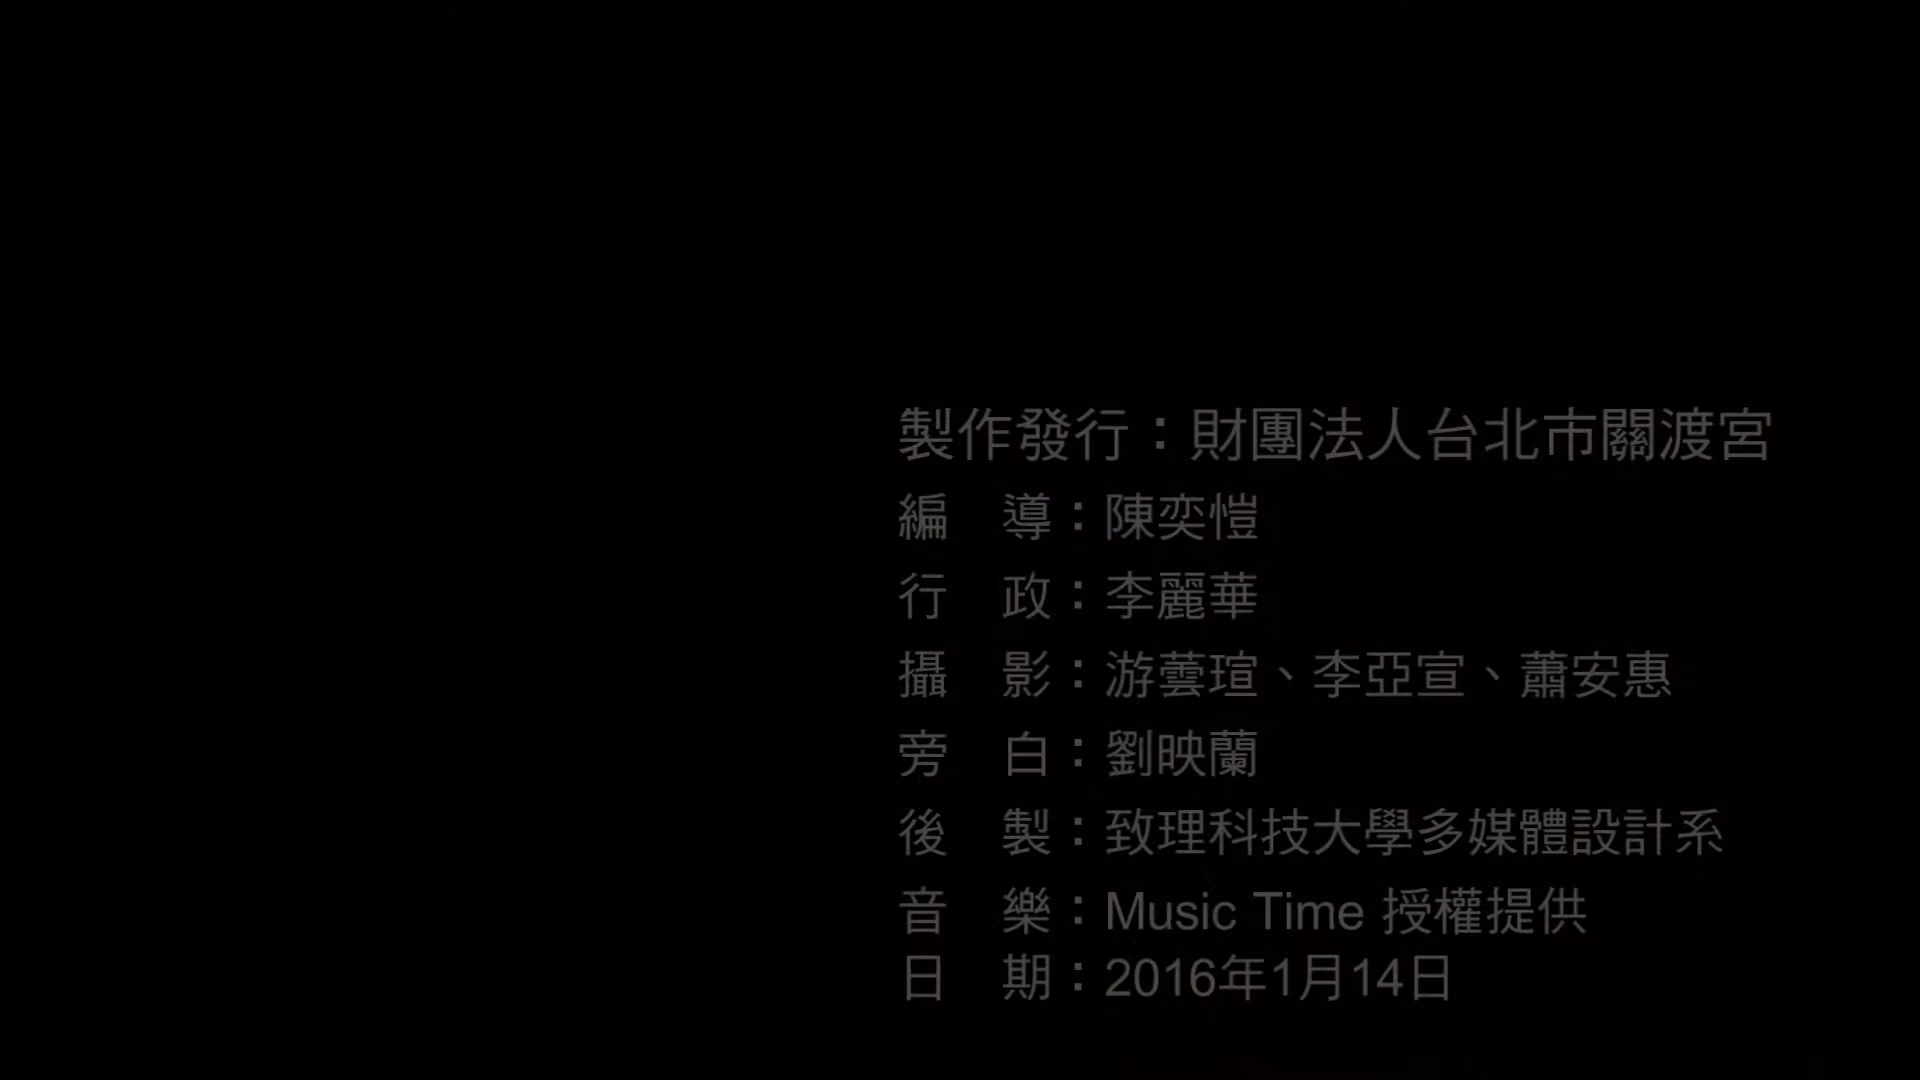 製作發行：財團法人台北市關渡宮
編　導：陳奕愷
行　政：李麗華
攝　影：游蕓瑄、李亞宣、蕭安惠
旁　白：劉映蘭
後　製：致理科技大學多媒體設計系
音　樂：Music Time 授權提供
日　期：2016年1月14日